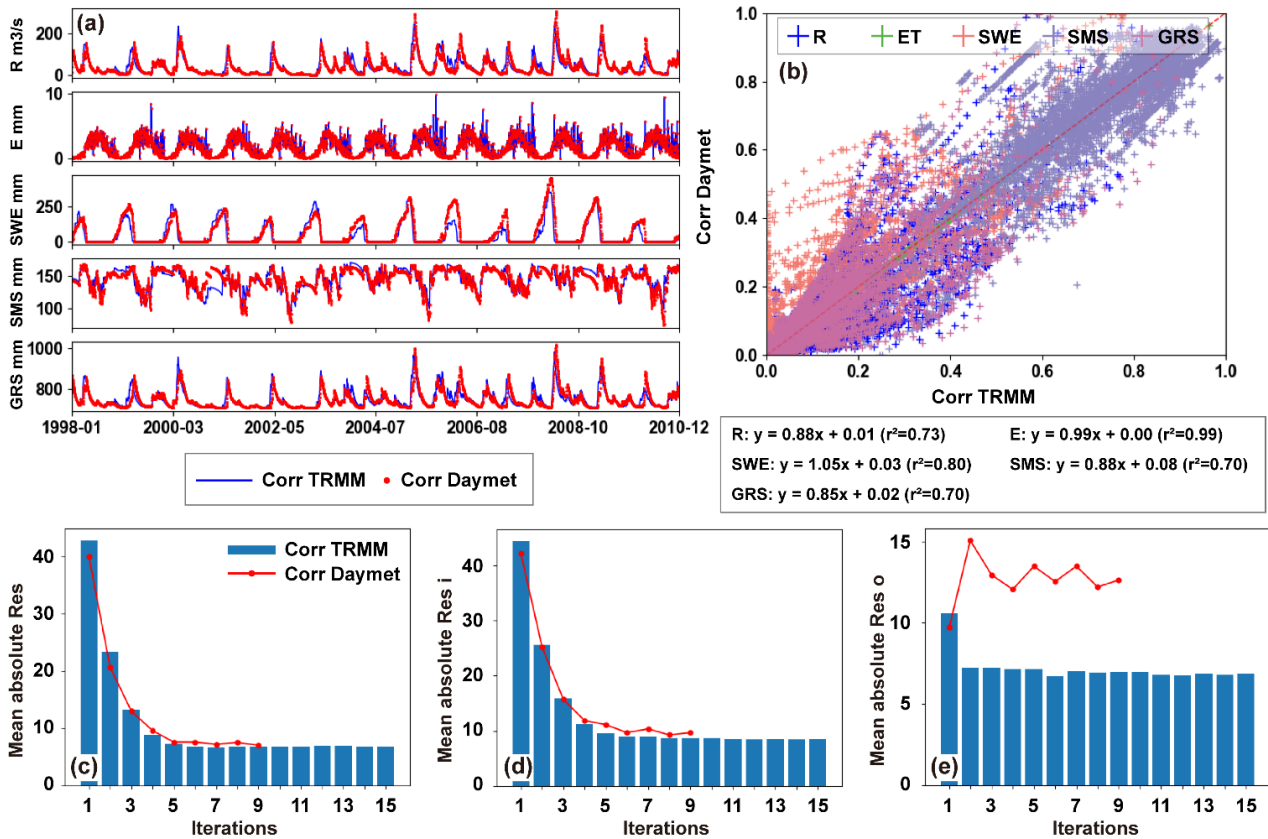 (a)
R m3/s
200
0
E mm
10
0
SWE mm
250
0
SMS mm
150
100
GRS mm
1000
800
1998-01 2000-03 2002-05 2004-07 2006-08 2008-10 2010-12
Corr TRMM Corr Daymet
(b)
R ET SWE SMS GRS
Corr Daymet
1.0
0.8
0.6
0.4
0.2
0.0
0.0 0.2 0.4 0.6 0.8 1.0
Corr TRMM
R: y = 0.88x + 0.01 (r²=0.73) E: y = 0.99x + 0.00 (r²=0.99)
SWE: y = 1.05x + 0.03 (r²=0.80) SMS: y = 0.88x + 0.08 (r²=0.70)
GRS: y = 0.85x + 0.02 (r²=0.70)
Mean absolute Res
40
30
20
10
0
Corr TRMM
Corr Daymet
(c)
1 3 5 7 9 11 13 15
Iterations
Mean absolute Res i
40
30
20
10
0
(d)
1 3 5 7 9 11 13 15
Iterations
Mean absolute Res o
15
10
5
0
(e)
1 3 5 7 9 11 13 15
Iterations